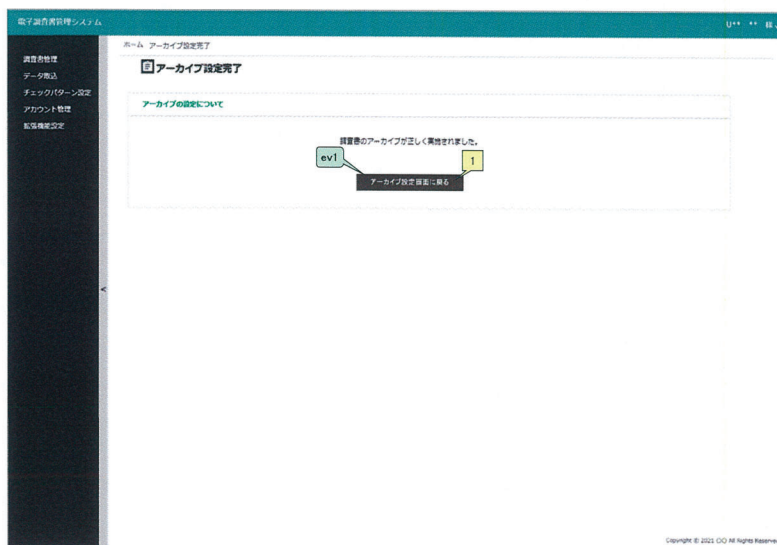 電子調査書管理システム
U** ** 様
調査書管理
データ取込
チェックパターン設定
アカウント管理
拡張機能設定
ホーム アーカイブ設定完了
アーカイブ設定完了
アーカイブの設定について
調査書のアーカイブが正しく実施されました。
ev1
1
アーカイブ設定画面に戻る
<
Copyright © 2021 〇〇 All Rights Reserved